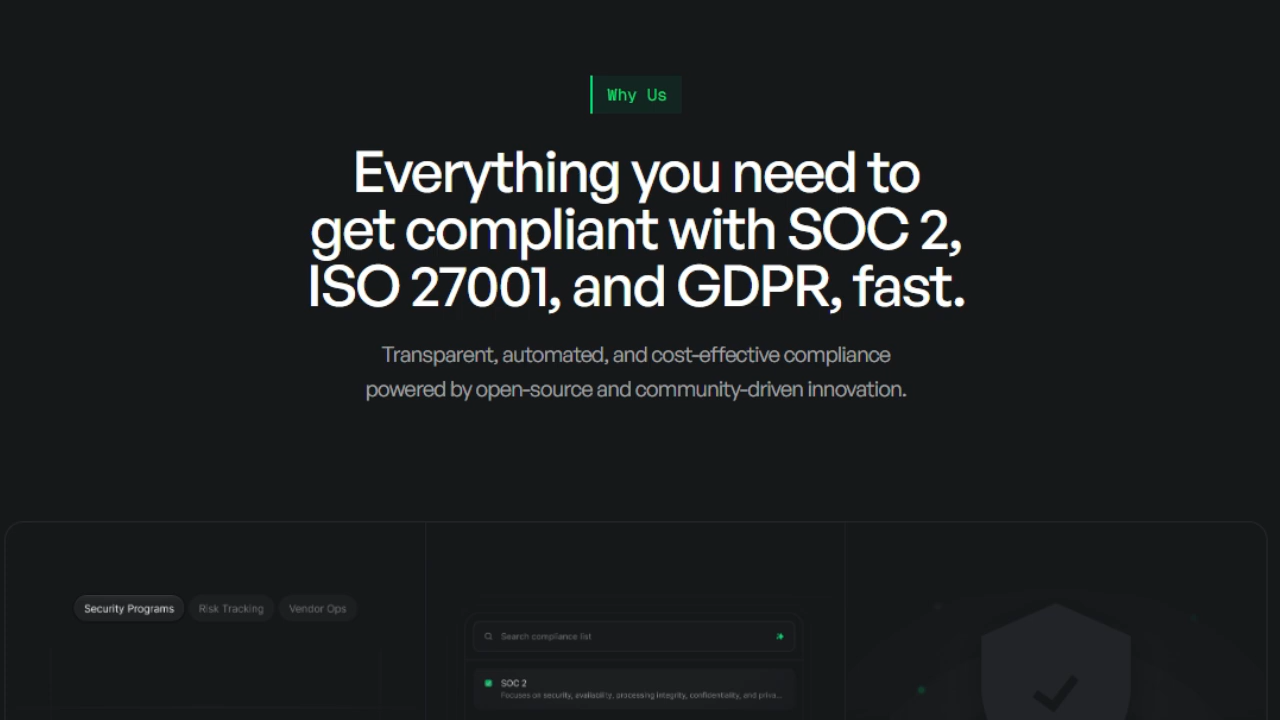 Why Us
Everything you need to
get compliant with SOC 2,
ISO 27001, and GDPR, fast.
Transparent, automated, and cost-effective compliance
powered by open-source and community-driven innovation.
Security Programs
Risk Tracking
Vendor Ops
Search compliance list
SOC 2
Focuses on security, availability, processing integrity, confidentiality, and priva...